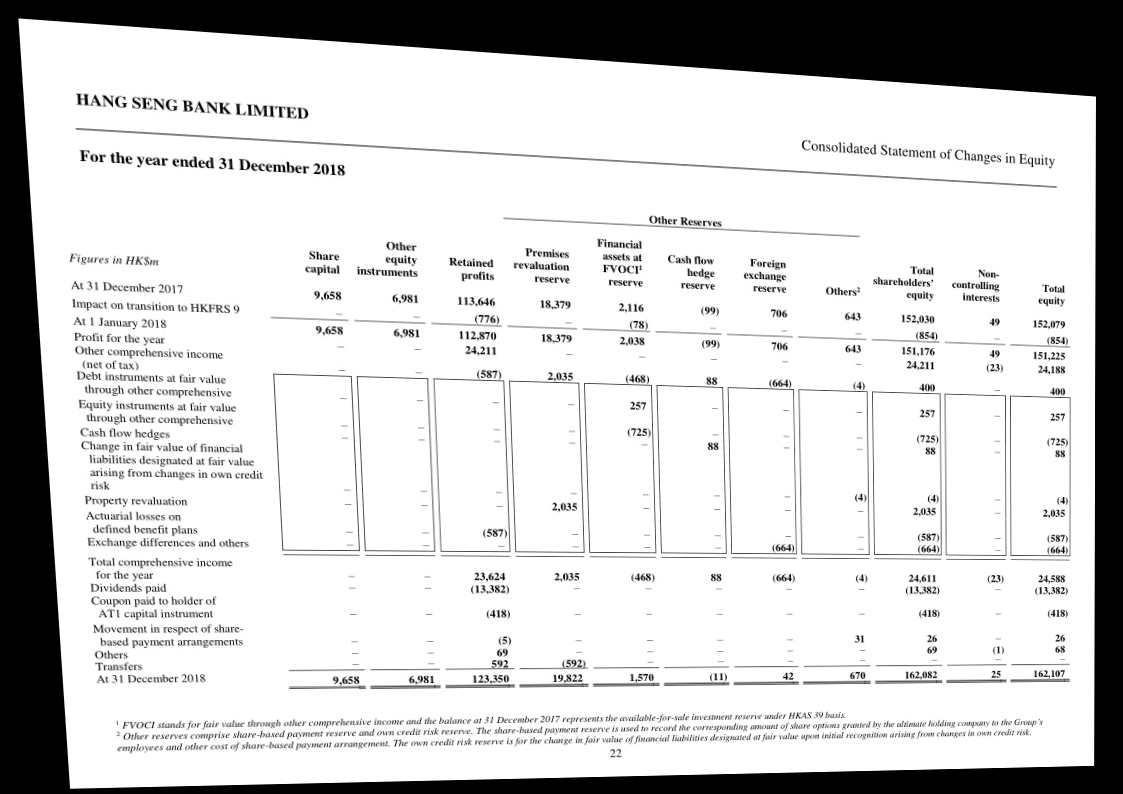 HANG SENG BANK LIMITED
Consolidated Statement of Changes in Equity
For the year ended 31 December 2018
Other Reserves
Figures in HK$m Share capital Other equity instruments Retained profits Premises revaluation reserve Financial assets at FVOCI¹ reserve Cash flow hedge reserve Foreign exchange reserve Others² Total shareholders' equity Non-controlling interests Total equity
At 31 December 2017 9,658 6,981 113,646 18,379 2,116 (99) 706 643 152,030 49 152,079
Impact on transition to HKFRS 9 – – (776) – (78) – – – (854) – (854)
At 1 January 2018 9,658 6,981 112,870 18,379 2,038 (99) 706 643 151,176 49 151,225
Profit for the year – – 24,211 – – – – – 24,211 (23) 24,188
Other comprehensive income
(net of tax) – – (587) 2,035 (468) 88 (664) (4) 400 – 400
Debt instruments at fair value
through other comprehensive – – – – 257 – – – 257 – 257
Equity instruments at fair value
through other comprehensive – – – – (725) – – – (725) – (725)
Cash flow hedges – – – – – 88 – – 88 – 88
Change in fair value of financial
liabilities designated at fair value
arising from changes in own credit
risk – – – – – – – (4) (4) – (4)
Property revaluation – – – 2,035 – – – – 2,035 – 2,035
Actuarial losses on
defined benefit plans – – (587) – – – – – (587) – (587)
Exchange differences and others – – – – – – (664) – (664) – (664)
Total comprehensive income
for the year – – 23,624 2,035 (468) 88 (664) (4) 24,611 (23) 24,588
Dividends paid – – (13,382) – – – – – (13,382) – (13,382)
Coupon paid to holder of
AT1 capital instrument – – (418) – – – – – (418) – (418)
Movement in respect of share-
based payment arrangements – – (5) – – – – 31 26 – 26
Others – – 69 – – – – – 69 (1) 68
Transfers – – 592 (592) – – – – – – –
At 31 December 2018 9,658 6,981 123,350 19,822 1,570 (11) 42 670 162,082 25 162,107
¹ FVOCI stands for fair value through other comprehensive income and the balance at 31 December 2017 represents the available-for-sale investment reserve under HKAS 39 basis.
² Other reserves comprise share-based payment reserve and own credit risk reserve. The share-based payment reserve is used to record the corresponding amount of share options granted by the ultimate holding company to the Group's
employees and other cost of share-based payment arrangement. The own credit risk reserve is for the change in fair value of financial liabilities designated at fair value upon initial recognition arising from changes in own credit risk.
22